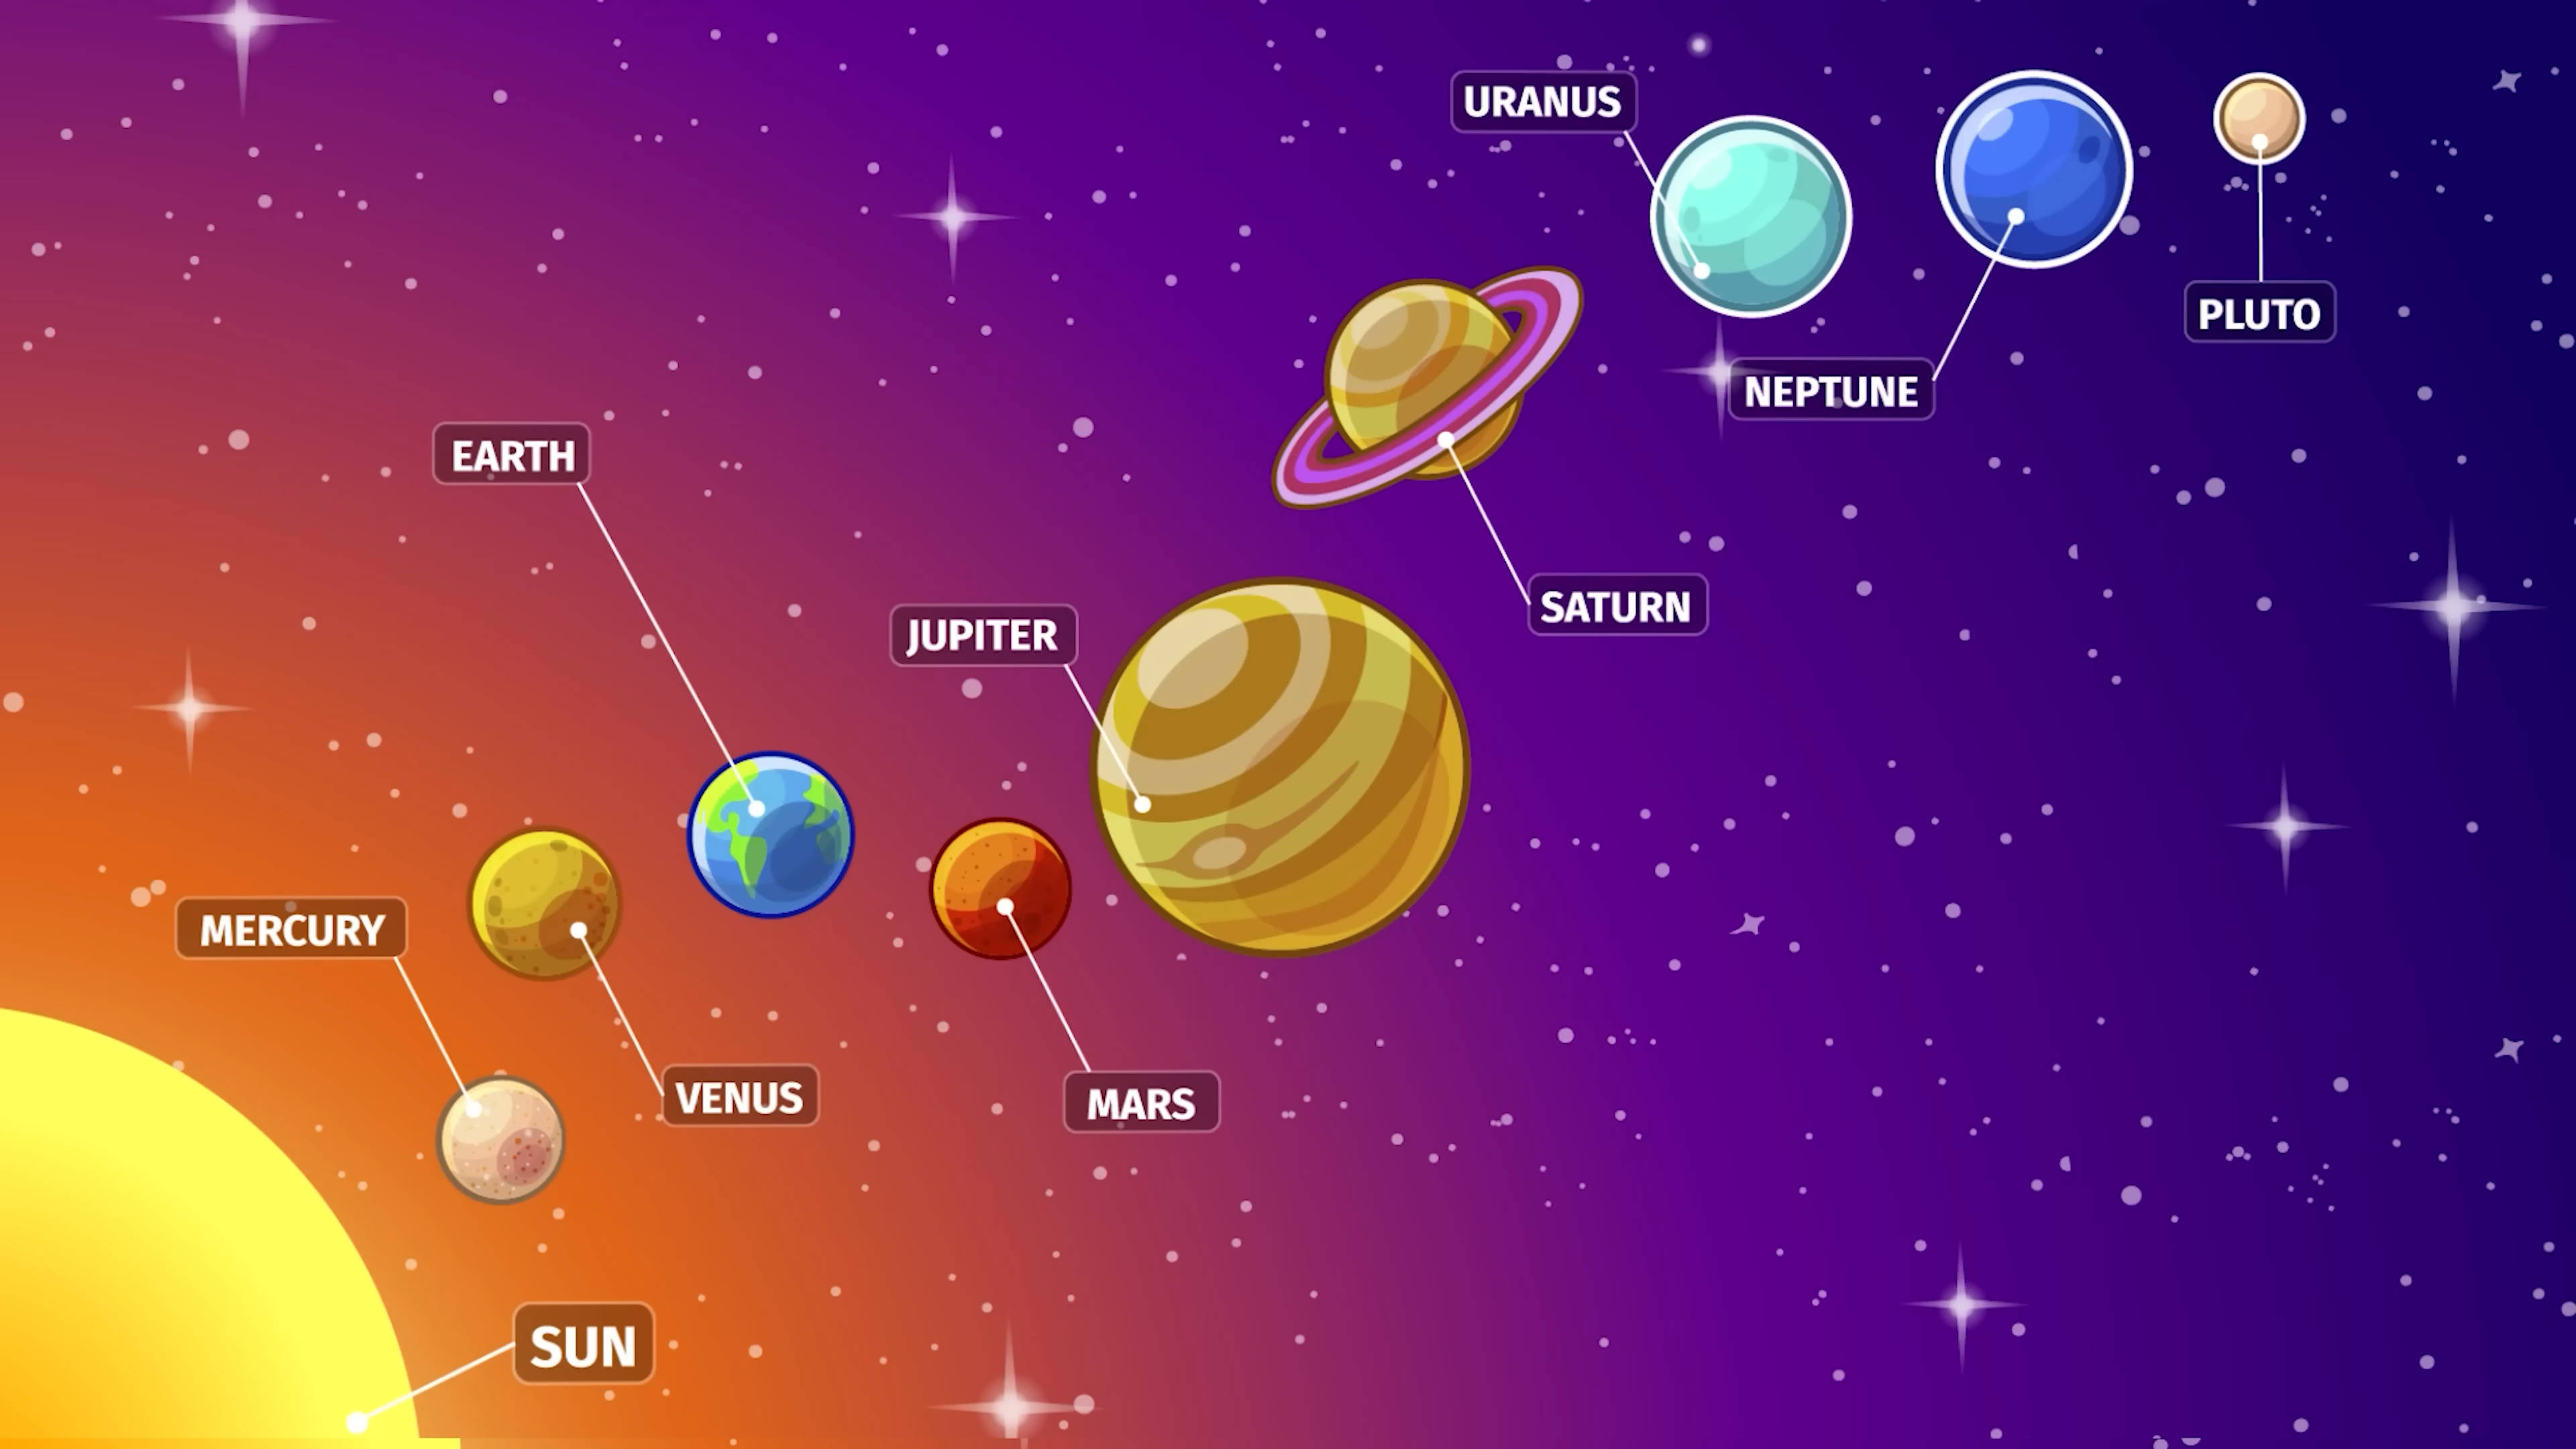 URANUS
PLUTO
NEPTUNE
EARTH
SATURN
JUPITER
MERCURY
VENUS
MARS
SUN